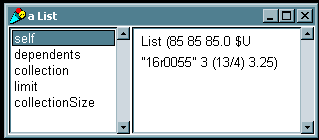 a List
self
dependents
collection
limit
collectionSize
List (85 85 85.0 $U
"16r0055" 3 (13/4) 3.25)